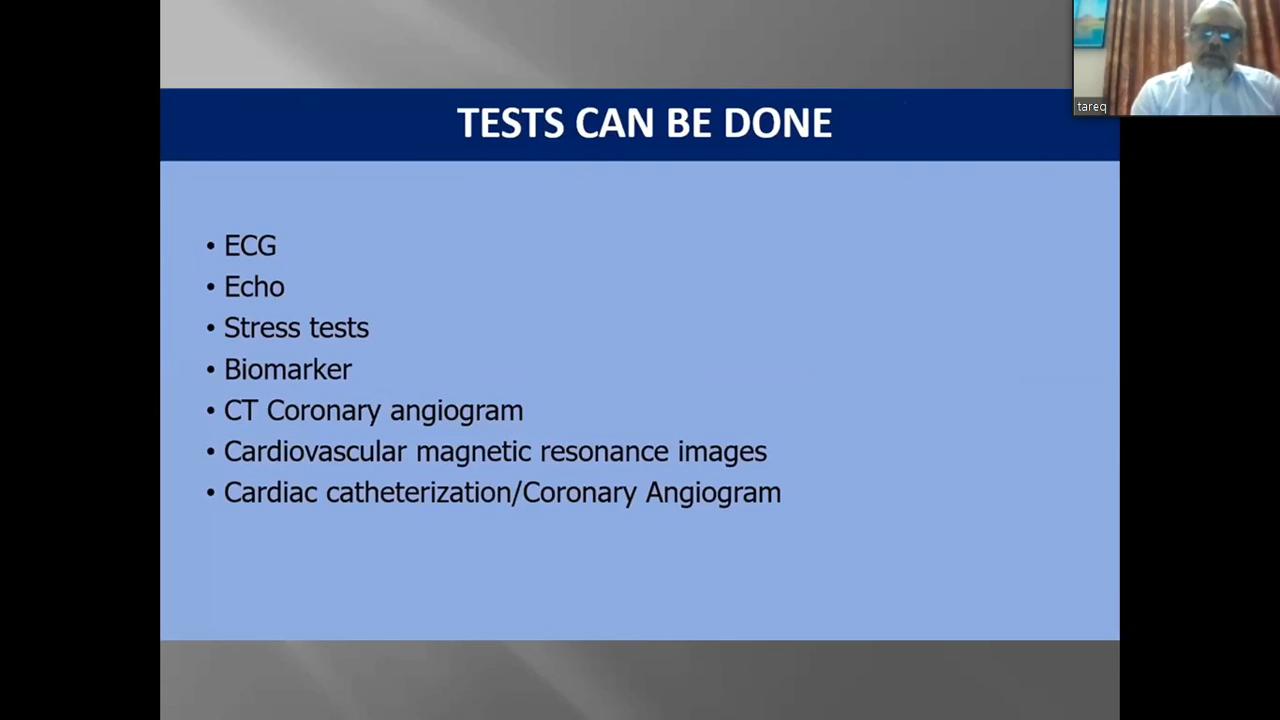 TESTS CAN BE DONE
tareq
• ECG
• Echo
• Stress tests
• Biomarker
• CT Coronary angiogram
• Cardiovascular magnetic resonance images
• Cardiac catheterization/Coronary Angiogram